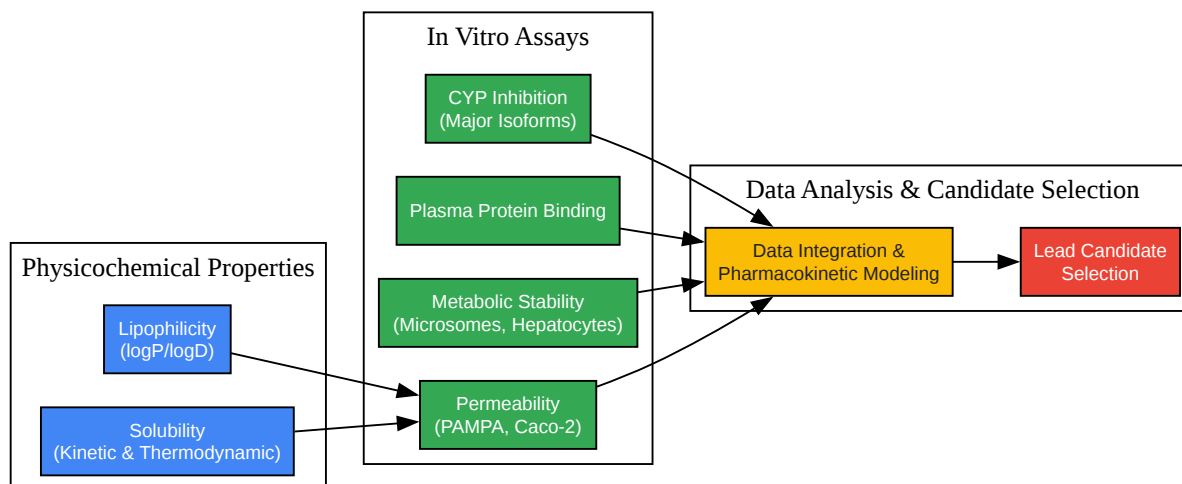 Physicochemical Properties
Lipophilicity
(logP/logD)
Solubility
(Kinetic & Thermodynamic)
In Vitro Assays
CYP Inhibition
(Major Isoforms)
Plasma Protein Binding
Metabolic Stability
(Microsomes, Hepatocytes)
Permeability
(PAMPA, Caco-2)
Data Analysis & Candidate Selection
Data Integration &
Pharmacokinetic Modeling
Lead Candidate
Selection